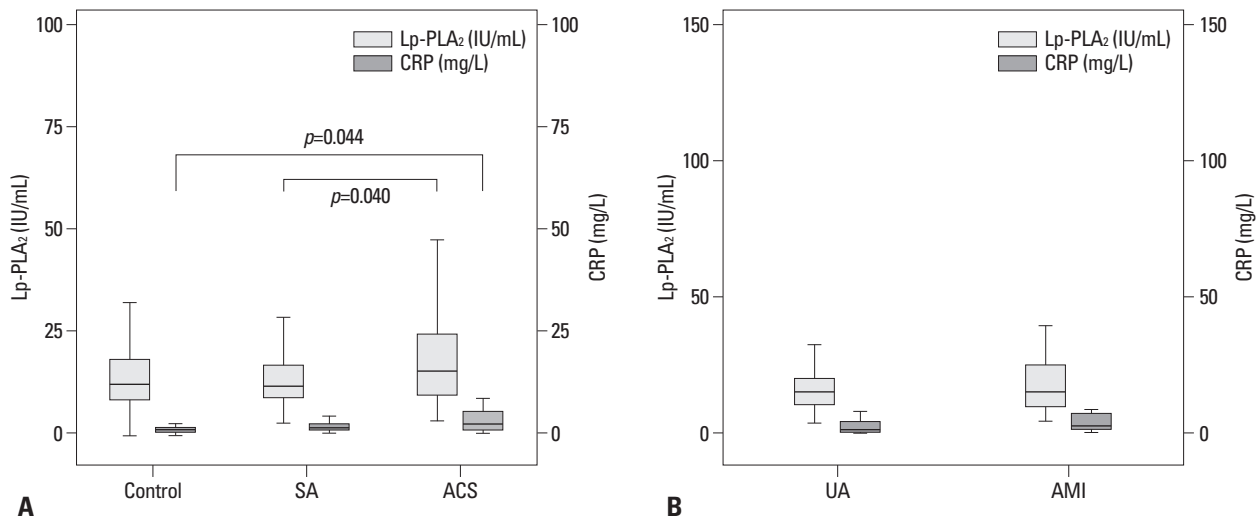 100
75
50
25
0
Lp-PLA₂ (IU/mL)
Lp-PLA₂ (IU/mL)
CRP (mg/L)
p=0.044
p=0.040
100
75
50
25
0
CRP (mg/L)
Control SA ACS
A
150
100
50
0
Lp-PLA₂ (IU/mL)
Lp-PLA₂ (IU/mL)
CRP (mg/L)
150
100
50
0
CRP (mg/L)
UA AMI
B